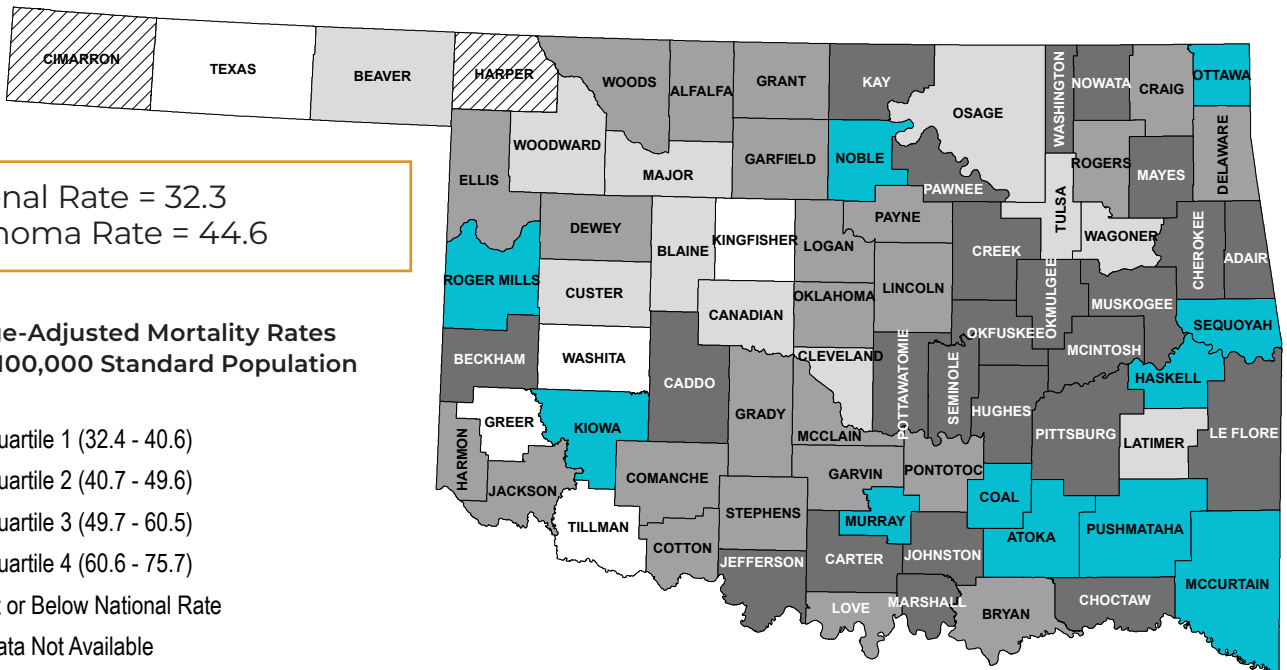 CIMARRON
TEXAS
BEAVER
HARPER
WOODS
ALFALFA
GRANT
KAY
OSAGE
WASHINGTON
NOWATA
CRAIG
OTTAWA
WOODWARD
MAJOR
GARFIELD
NOBLE
PAWNEE
ROGERS
MAYES
DELAWARE
ELLIS
DEWEY
BLAINE
KINGFISHER
LOGAN
PAYNE
CREEK
TULSA
WAGONER
CHEROKEE
ADAIR
onal Rate = 32.3
homa Rate = 44.6
ROGER MILLS
CUSTER
CANADIAN
OKLAHOMA
LINCOLN
OKMULGEE
MUSKOGEE
SEQUOYAH
ge-Adjusted Mortality Rates
100,000 Standard Population
BECKHAM
WASHITA
CADDO
CLEVELAND
POTTAWATOMIE
SEMINOLE
OKFUSKEE
MCINTOSH
HASKELL
HARMON
GREER
KIOWA
GRADY
MCCLAIN
HUGHES
PITTSBURG
LATIMER
LE FLORE
uartile 1 (32.4 - 40.6)
uartile 2 (40.7 - 49.6)
uartile 3 (49.7 - 60.5)
uartile 4 (60.6 - 75.7)
t or Below National Rate
ata Not Available
JACKSON
COMANCHE
GARVIN
PONTOTOC
COAL
TILLMAN
COTTON
STEPHENS
MURRAY
ATOKA
PUSHMATAHA
JEFFERSON
CARTER
JOHNSTON
MCCURTAIN
LOVE
MARSHALL
BRYAN
CHOCTAW